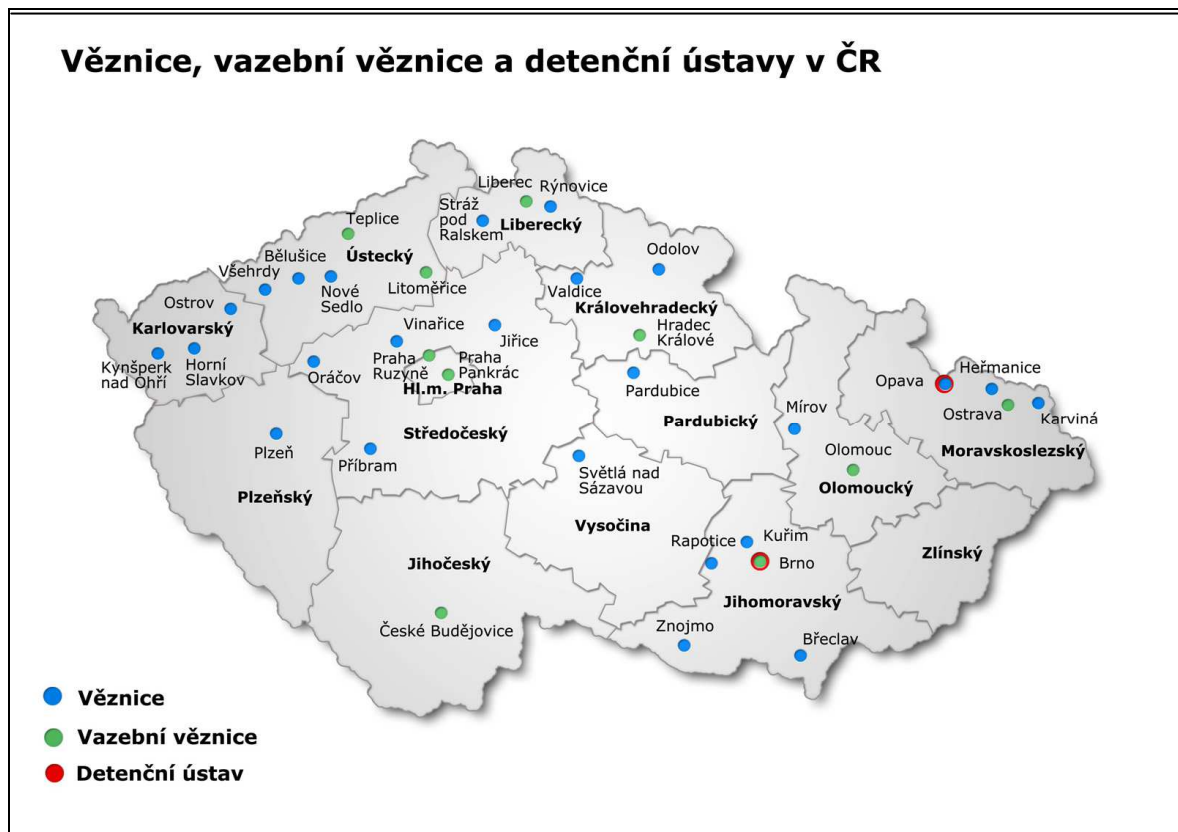 Věznice, vazební věznice a detenční ústavy v ČR
Liberec
Rýnovice
Stráž
pod
Ralskem
Liberecký
Teplice
Ústecký
Bělušice
Všehrdy
Nové
Sedlo
Litoměřice
Odolov
Valdice
Královehradecký
Hradec
Králové
Ostrov
Karlovarský
Kynšperk
nad Ohří
Horní
Slavkov
Vinařice
Jiřice
Oráčov
Praha
Ruzyně
Praha
Pankrác
Hl.m. Praha
Středočeský
Příbram
Plzeň
Plzeňský
Pardubice
Pardubický
Mírov
Opava
Heřmanice
Ostrava
Karviná
Moravskoslezský
Olomouc
Olomoucký
Světlá nad
Sázavou
Vysočina
Zlínský
Rapotice
Kuřim
Brno
Jihomoravský
Jihočeský
České Budějovice
Znojmo
Břeclav
Věznice
Vazební věznice
Detenční ústav